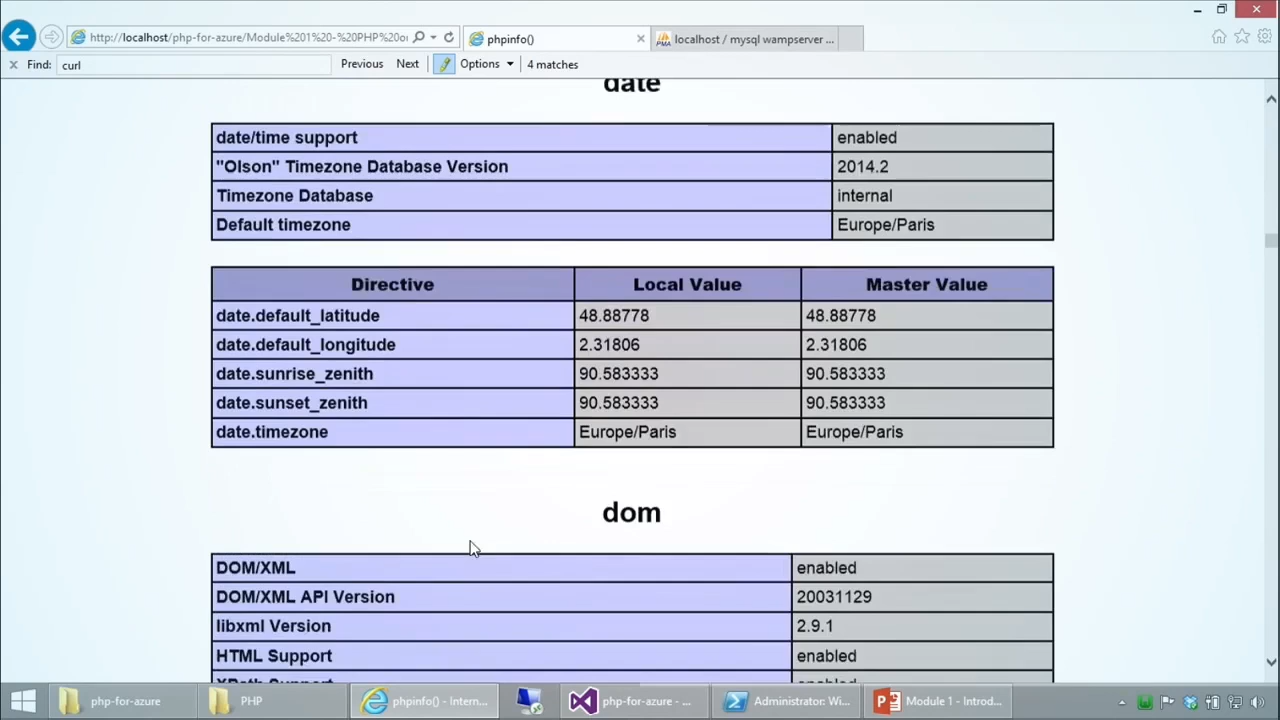 http://localhost/php-for-azure/Module%201%20-%20PHP%20o
phpinfo()
localhost / mysql wampserver ...
Find: curl
Previous Next Options 4 matches
date
date/time support enabled
"Olson" Timezone Database Version 2014.2
Timezone Database internal
Default timezone Europe/Paris
Directive Local Value Master Value
date.default_latitude 48.88778 48.88778
date.default_longitude 2.31806 2.31806
date.sunrise_zenith 90.583333 90.583333
date.sunset_zenith 90.583333 90.583333
date.timezone Europe/Paris Europe/Paris
dom
DOM/XML enabled
DOM/XML API Version 20031129
libxml Version 2.9.1
HTML Support enabled
php-for-azure PHP phpinfo() - Intern... php-for-azure - ... Administrator: Wi... Module 1 - Introd...